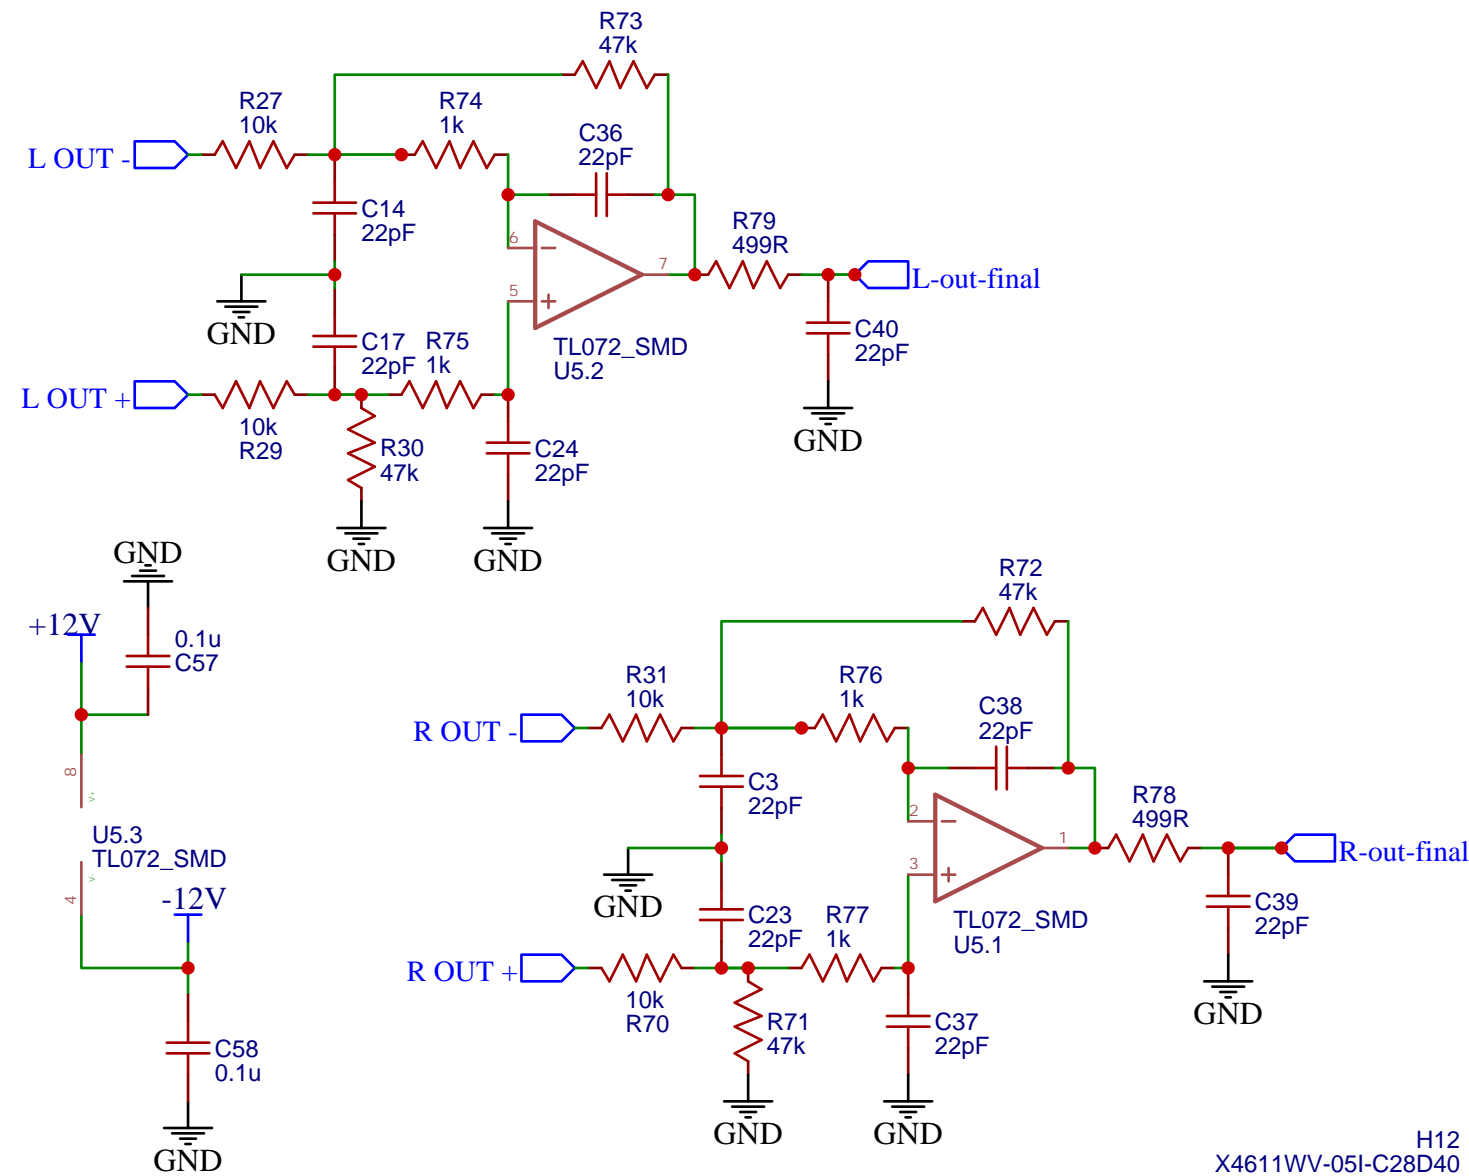 R73
47k
R27
10k
R74
1k
C36
22pF
L OUT -
C14
22pF
6
7
5
R79
499R
L-out-final
GND
C17
22pF
R75
1k
TL072_SMD
U5.2
C40
22pF
L OUT +
10k
R29
R30
47k
C24
22pF
GND
GND
GND
GND
+12V
0.1u
C57
8
V+
U5.3
TL072_SMD
V-
4
-12V
C58
0.1u
GND
R72
47k
R31
10k
R76
1k
C38
22pF
R OUT -
C3
22pF
2
1
3
R78
499R
R-out-final
GND
C23
22pF
R77
1k
TL072_SMD
U5.1
C39
22pF
R OUT +
10k
R70
R71
47k
C37
22pF
GND
GND
GND
H12
X4611WV-05I-C28D40